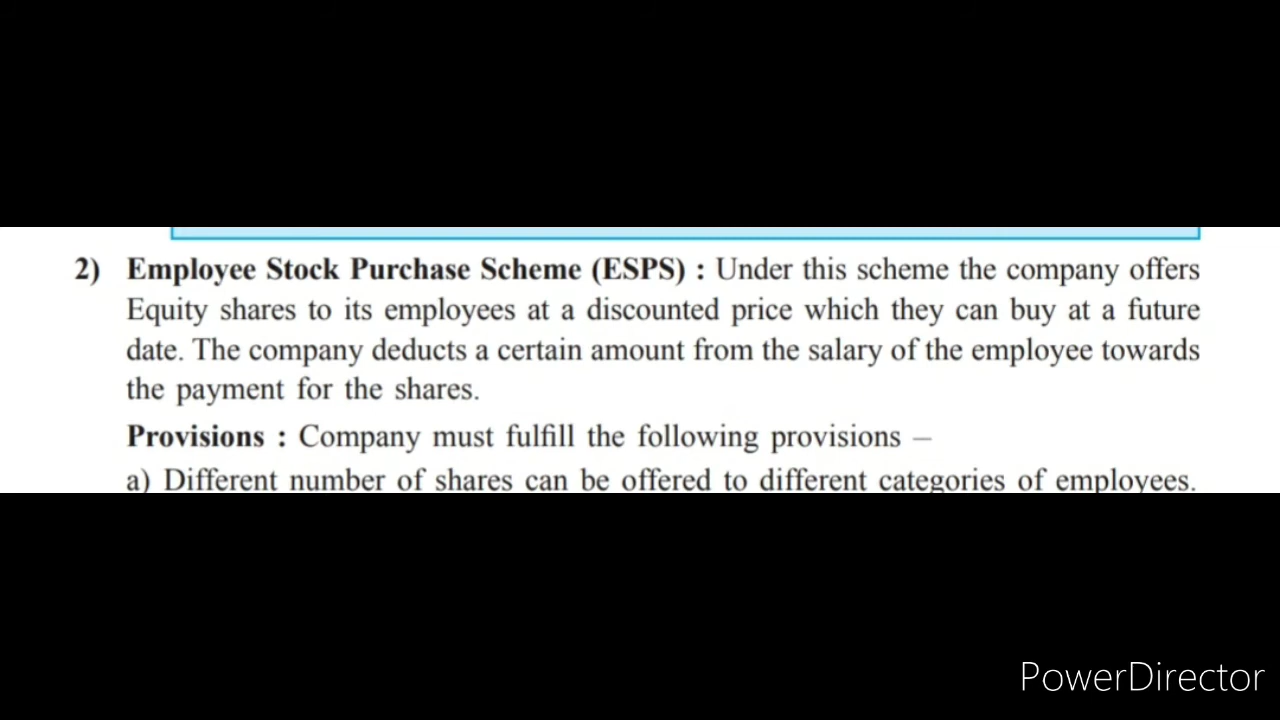 2) Employee Stock Purchase Scheme (ESPS) : Under this scheme the company offers
Equity shares to its employees at a discounted price which they can buy at a future
date. The company deducts a certain amount from the salary of the employee towards
the payment for the shares.
Provisions : Company must fulfill the following provisions –
a) Different number of shares can be offered to different categories of employees.
PowerDirector